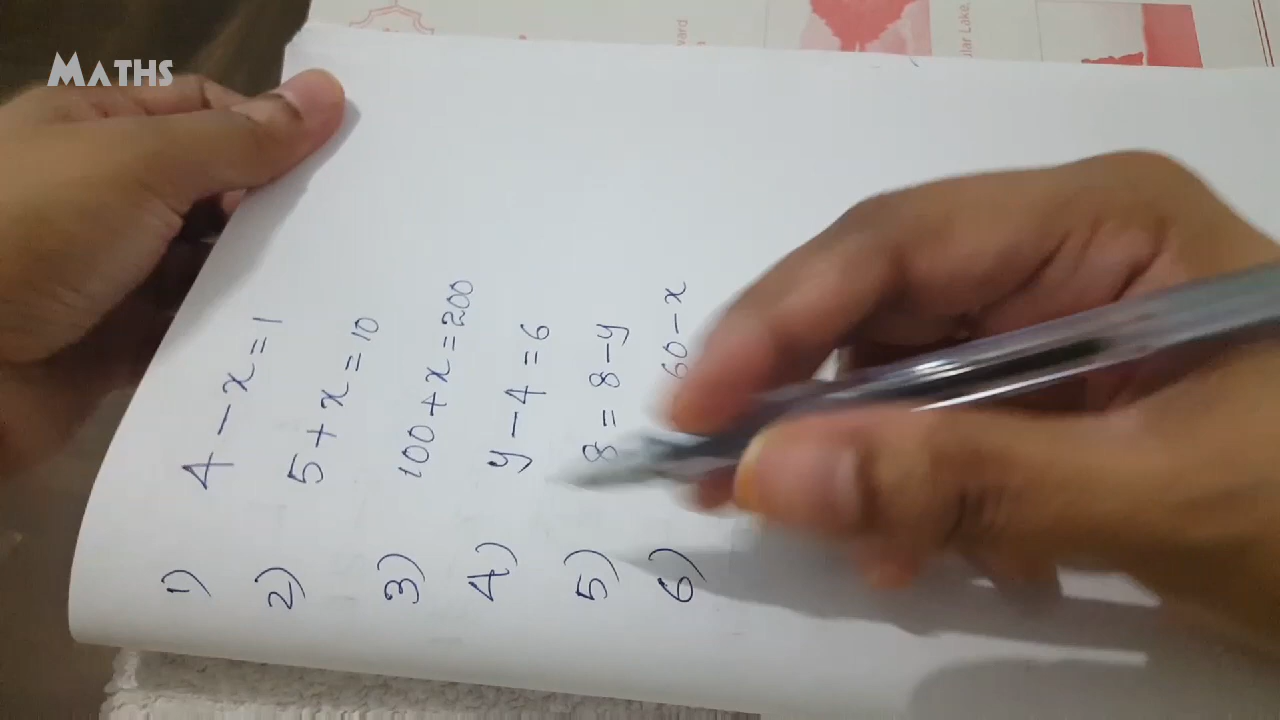 MATHS
1) 4 - x = 1
2) 5 + x = 10
3) 100 + x = 200
4) y - 4 = 6
5) 8 = 8 - y
6) 60 - x